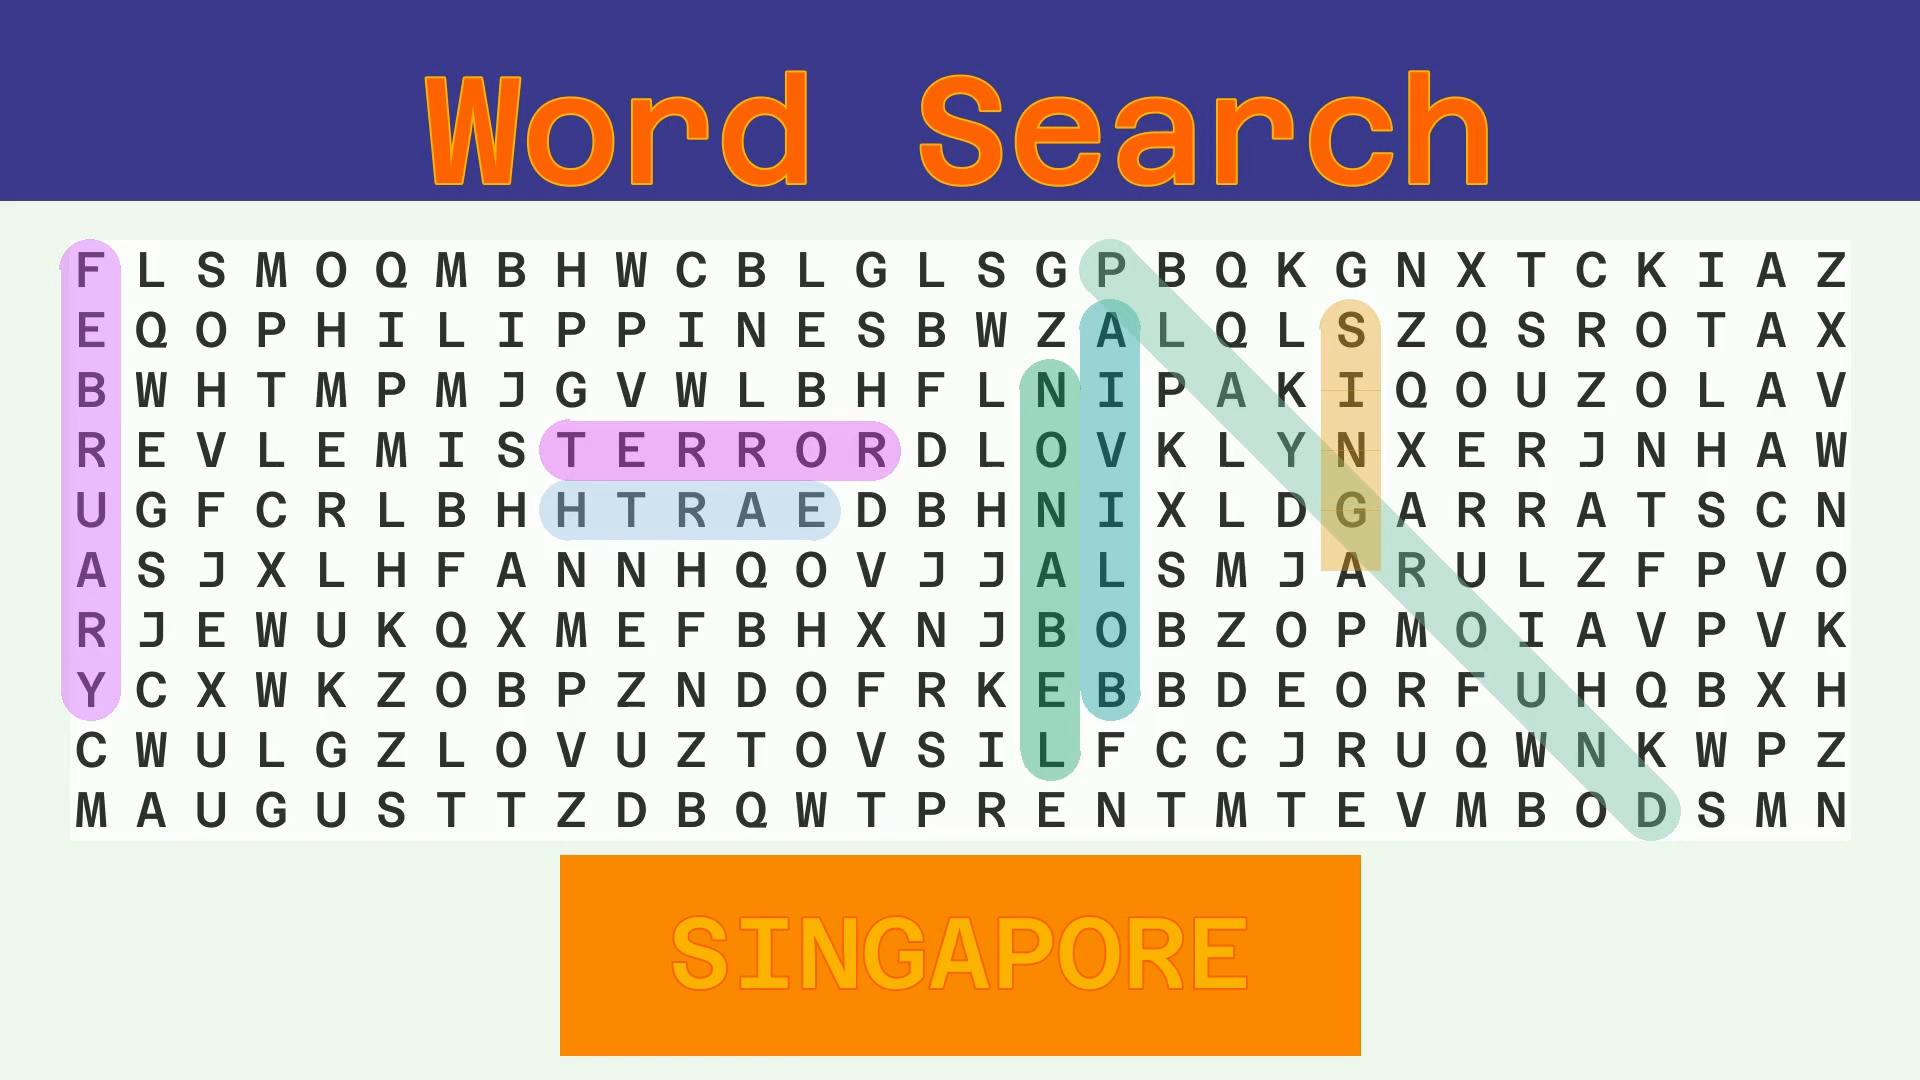 Word Search
F L S M O Q M B H W C B L G L S G P B Q K G N X T C K I A Z
E Q O P H I L I P P I N E S B W Z A L Q L S Z Q S R O T A X
B W H T M P M J G V W L B H F L N I P A K I Q O U Z O L A V
R E V L E M I S T E R R O R D L O V K L Y N X E R J N H A W
U G F C R L B H H T R A E D B H N I X L D G A R R A T S C N
A S J X L H F A N N H Q O V J J A L S M J A R U L Z F P V O
R J E W U K Q X M E F B H X N J B O B Z O P M O I A V P V K
Y C X W K Z O B P Z N D O F R K E B B D E O R F U H Q B X H
C W U L G Z L O V U Z T O V S I L F C C J R U Q W N K W P Z
M A U G U S T T Z D B Q W T P R E N T M T E V M B O D S M N
SINGAPORE